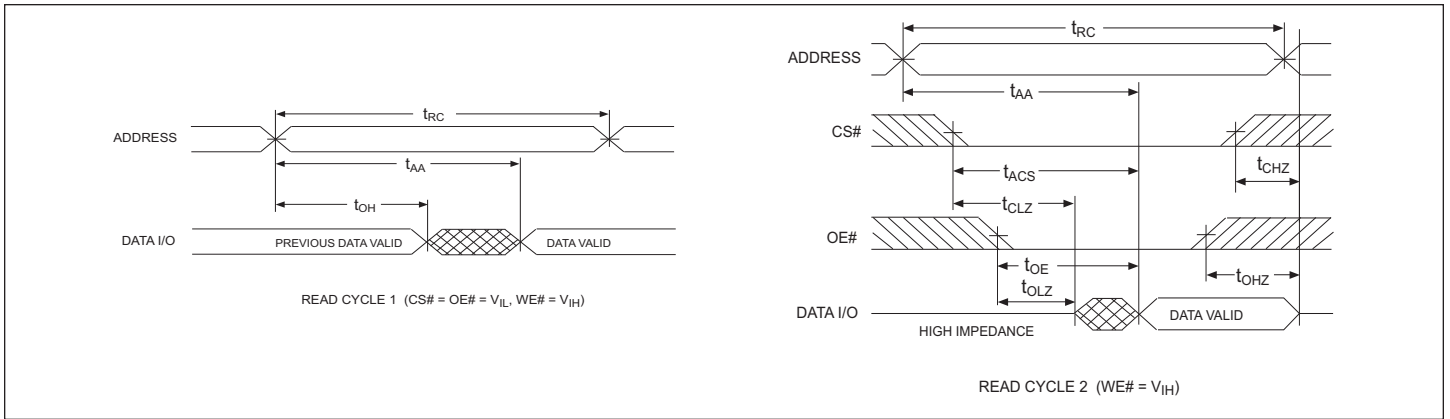 tRC
ADDRESS
tAA
tOH
DATA I/O
PREVIOUS DATA VALID
DATA VALID
READ CYCLE 1 (CS# = OE# = VIL, WE# = VIH)
tRC
ADDRESS
tAA
CS#
tCHZ
tACS
tCLZ
OE#
tOE
tOHZ
tOLZ
DATA I/O
HIGH IMPEDANCE
DATA VALID
READ CYCLE 2 (WE# = VIH)